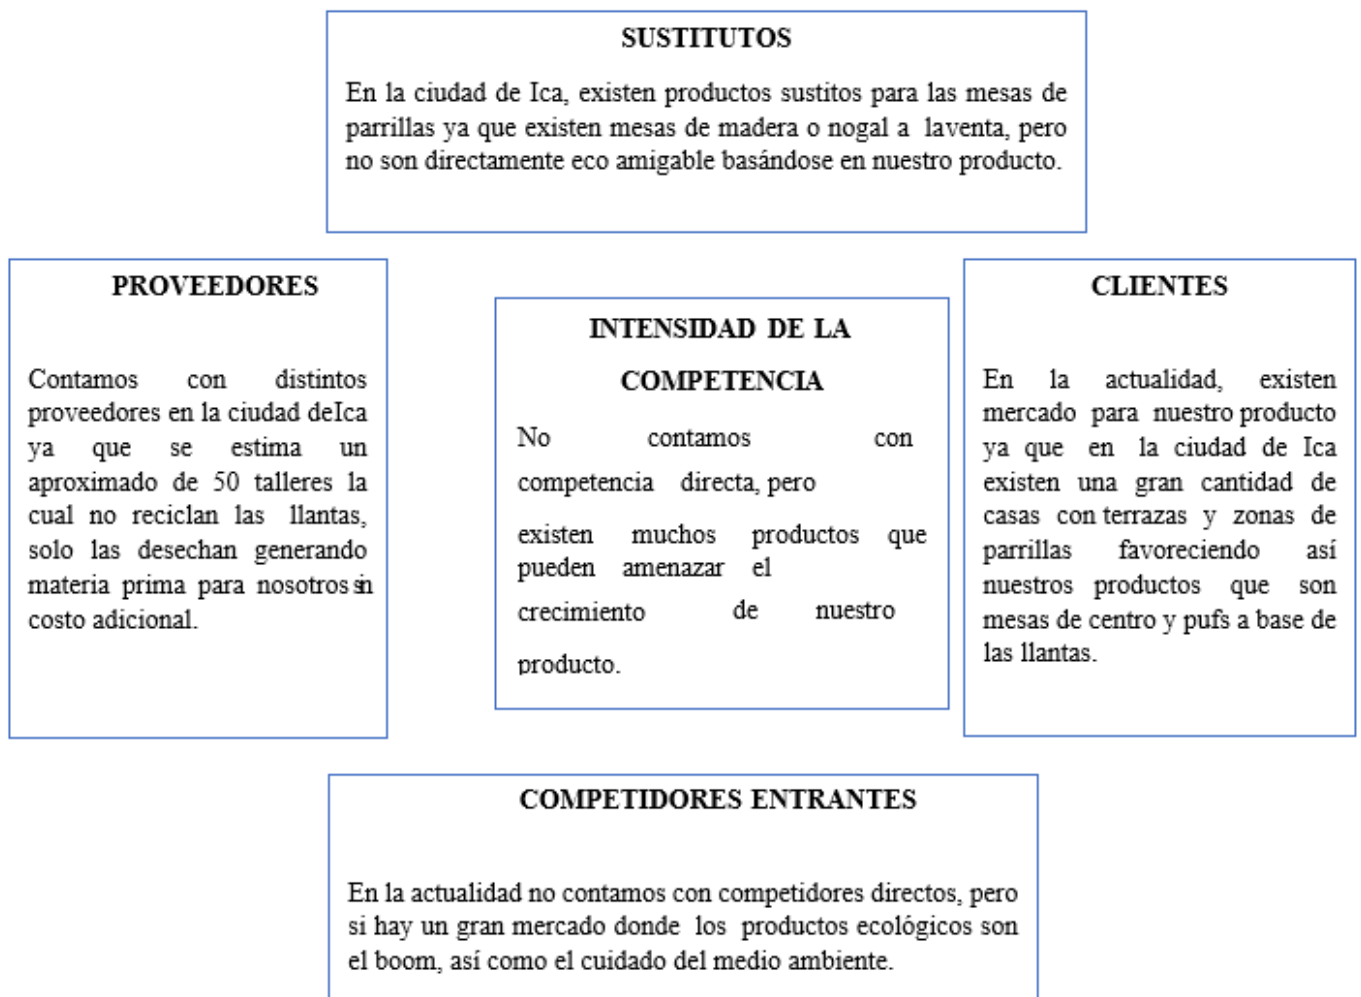 SUSTITUTOS
En la ciudad de Ica, existen productos sustitos para las mesas de
parrillas ya que existen mesas de madera o nogal a laventa, pero
no son directamente eco amigable basándose en nuestro producto.
PROVEEDORES
Contamos con distintos
proveedores en la ciudad deIca
ya que se estima un
aproximado de 50 talleres la
cual no reciclan las llantas,
solo las desechan generando
materia prima para nosotros sin
costo adicional.
INTENSIDAD DE LA
COMPETENCIA
No contamos con
competencia directa, pero
existen muchos productos que
pueden amenazar el
crecimiento de nuestro
producto.
CLIENTES
En la actualidad, existen
mercado para nuestro producto
ya que en la ciudad de Ica
existen una gran cantidad de
casas con terrazas y zonas de
parrillas favoreciendo así
nuestros productos que son
mesas de centro y pufs a base de
las llantas.
COMPETIDORES ENTRANTES
En la actualidad no contamos con competidores directos, pero
si hay un gran mercado donde los productos ecológicos son
el boom, así como el cuidado del medio ambiente.